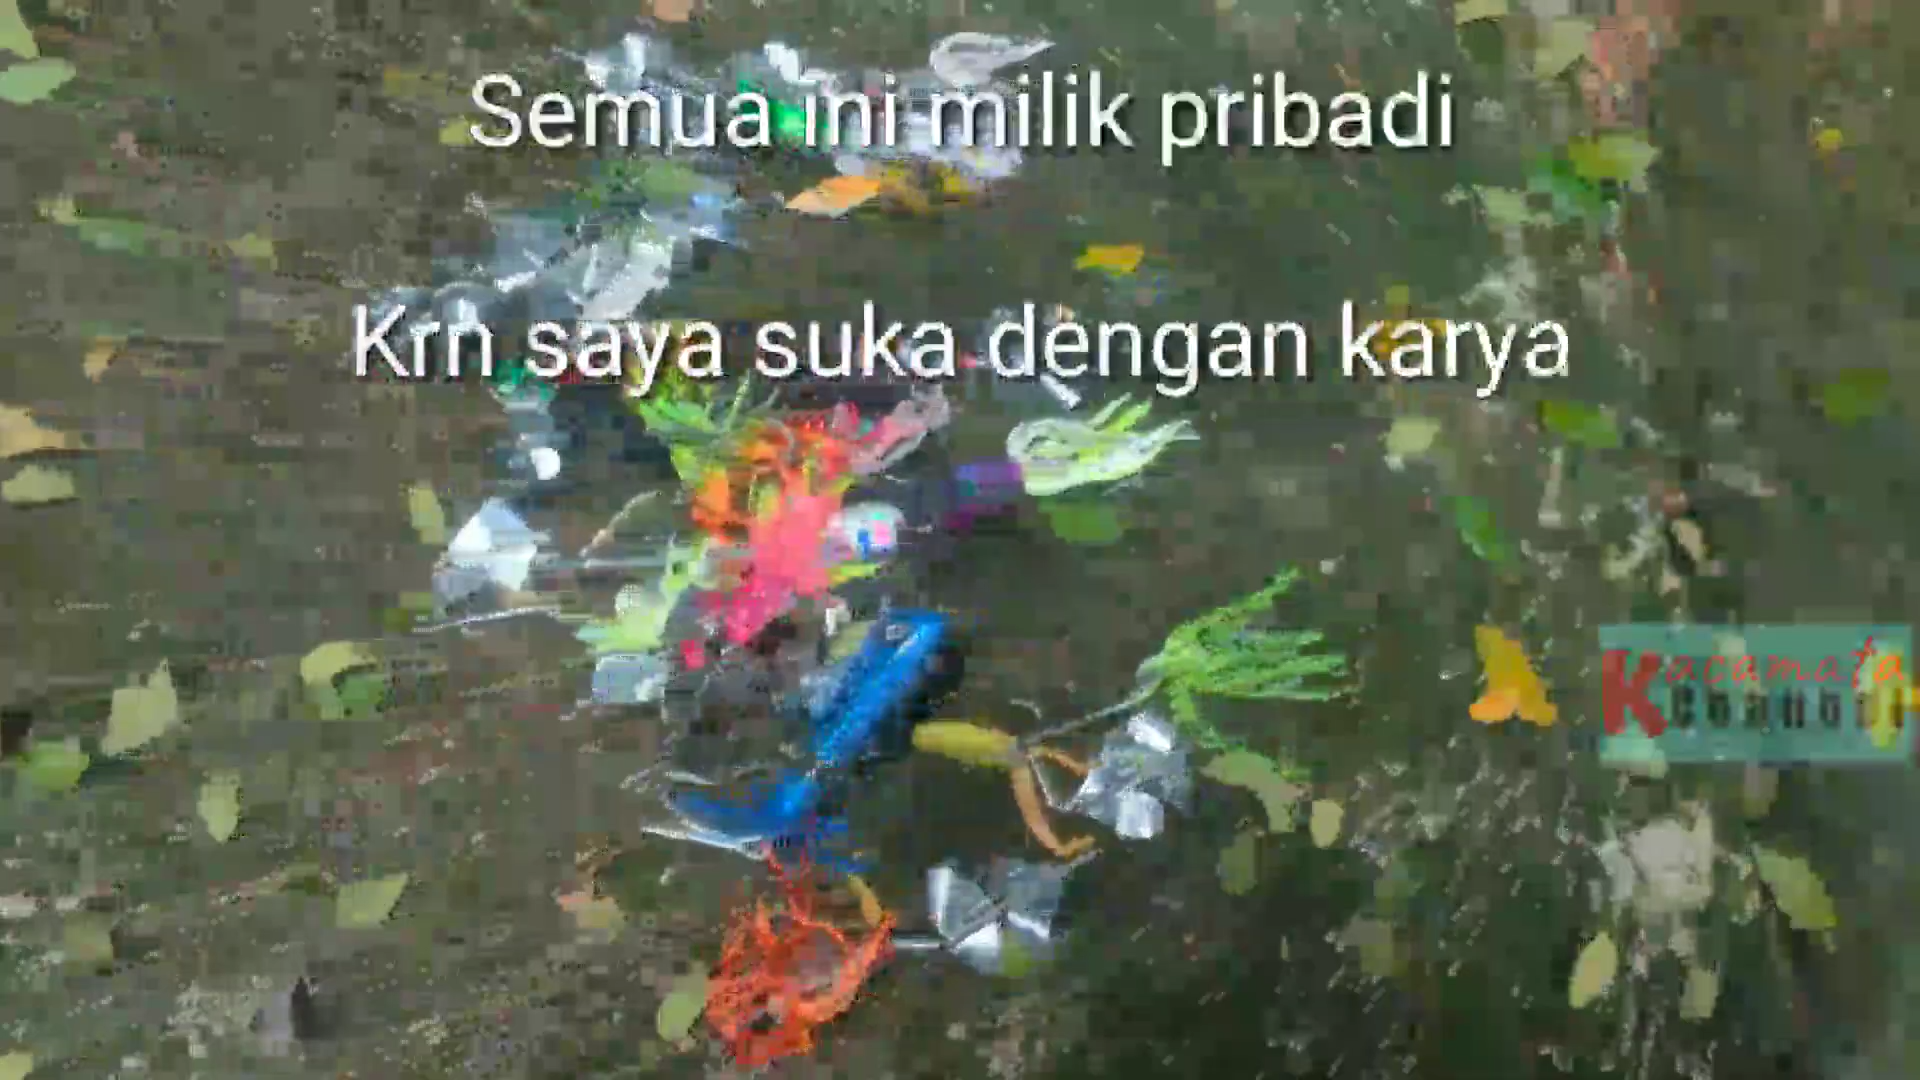 Semua ini milik pribadi
Krn saya suka dengan karya
Kacamata